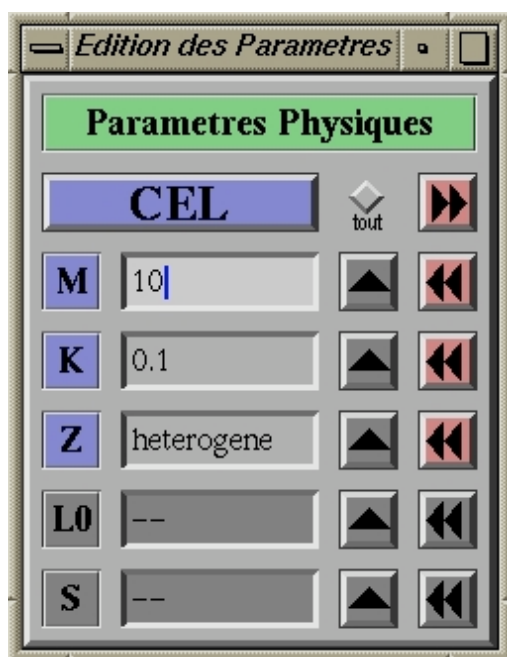 Edition des Parametres
Parametres Physiques
CEL
tout
M 10
K 0.1
Z heterogene
L0 --
S --